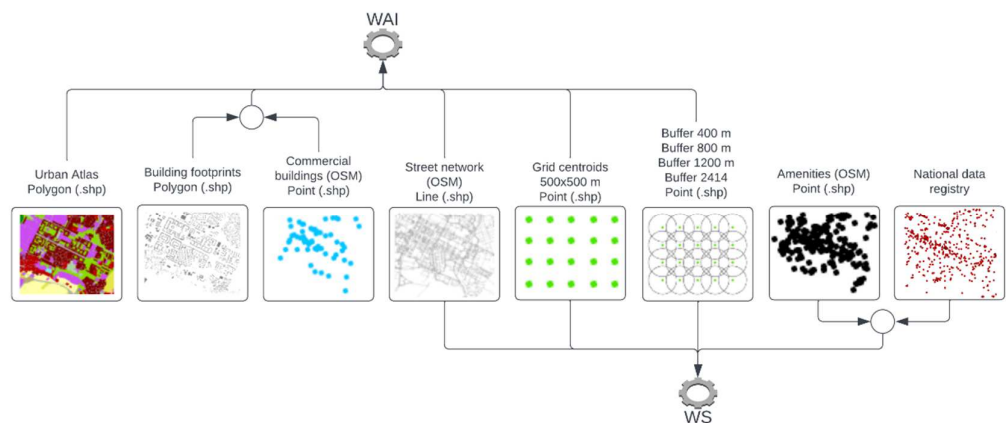 WAI
Urban Atlas
Polygon (.shp)
Building footprints
Polygon (.shp)
Commercial
buildings (OSM)
Point (.shp)
Street network
(OSM)
Line (.shp)
Grid centroids
500x500 m
Point (.shp)
Buffer 400 m
Buffer 800 m
Buffer 1200 m
Buffer 2414
Point (.shp)
Amenities (OSM)
Point (.shp)
National data
registry
WS